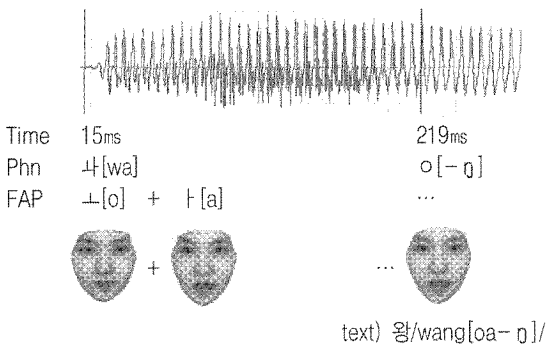 Time 15ms 219ms
Phn ㅘ[wa] ㅇ[-ŋ]
FAP ㅗ[o] + ㅏ[a] ...
+ ...
text) 왕/wang[oa-ŋ]/